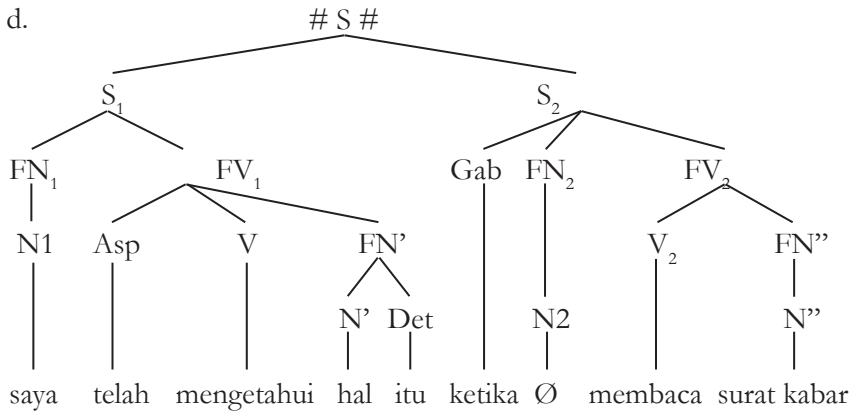 d.
# S #
S₁ S₂
FN₁ FV₁ Gab FN₂ FV₂
N1 Asp V FN’ V₂ FN”
N’ Det N2 N”
saya telah mengetahui hal itu ketika Ø membaca surat kabar